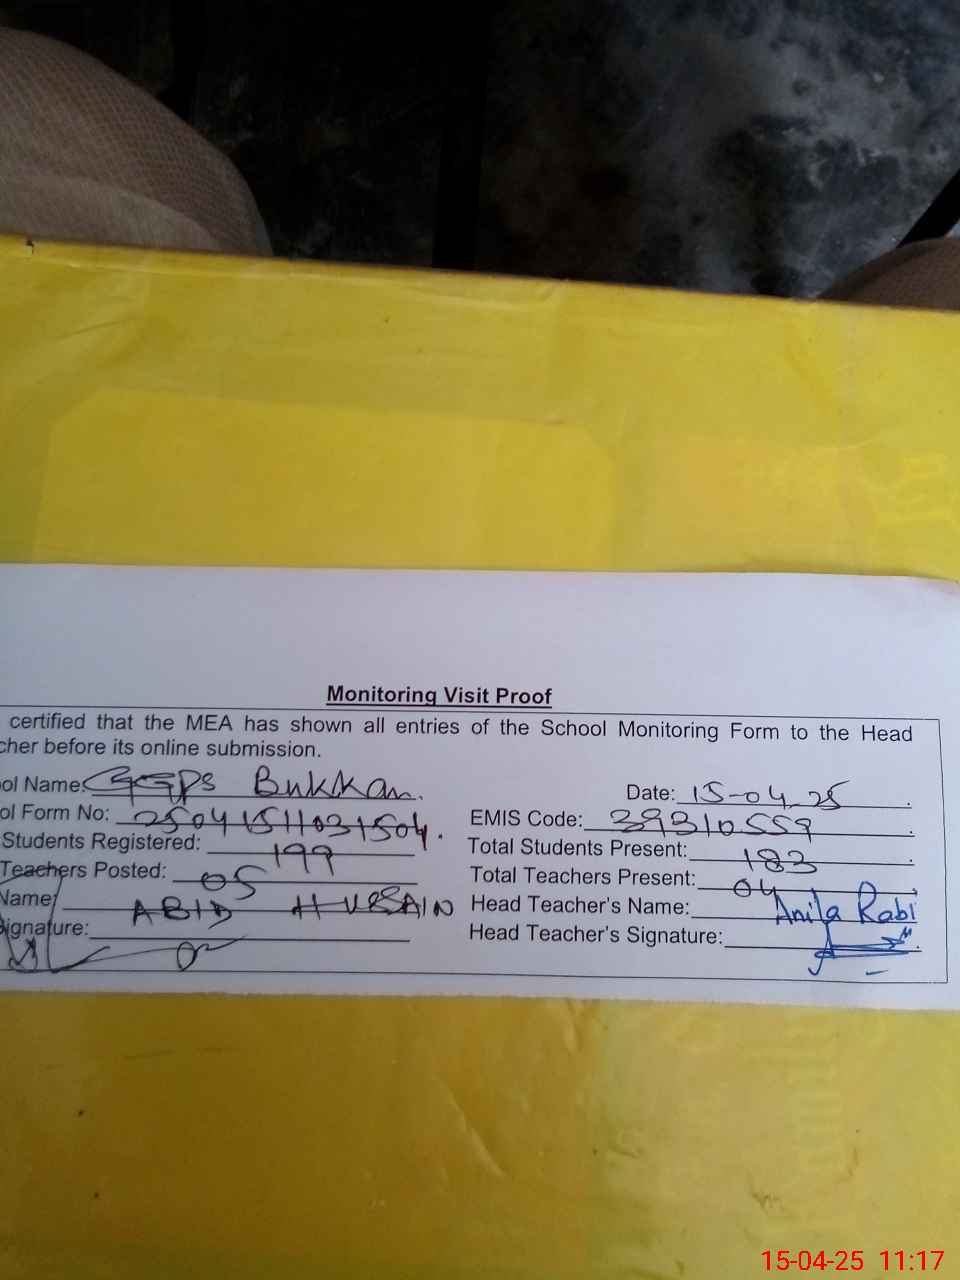 Monitoring Visit Proof
certified that the MEA has shown all entries of the School Monitoring Form to the Head
cher before its online submission.
ol Name: GGPS Bukkan. Date: 15-04-25.
ol Form No: 25041511031504. EMIS Code: 39310559.
Students Registered: 199 Total Students Present: 183.
Teachers Posted: 05 Total Teachers Present: 04.
Name: ABID HUSSAIN Head Teacher's Name: Anila Rabi
ignature: Head Teacher's Signature:
15-04-25 11:17